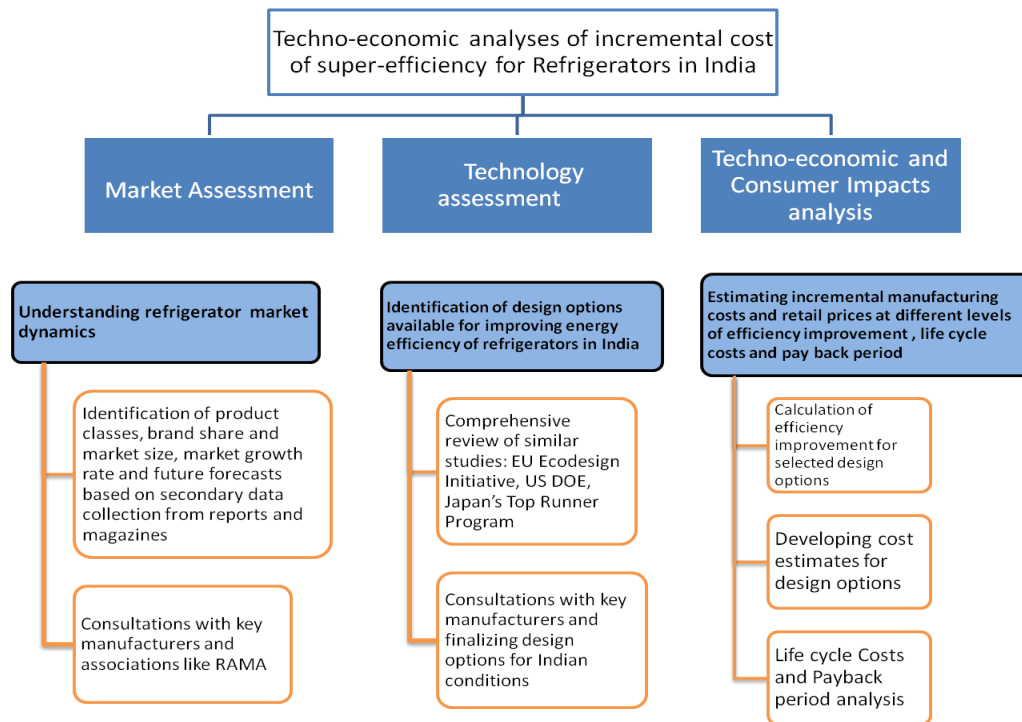 Techno-economic analyses of incremental cost
of super-efficiency for Refrigerators in India
Market Assessment
Technology
assessment
Techno-economic and
Consumer Impacts
analysis
Understanding refrigerator market
dynamics
Identification of product
classes, brand share and
market size, market growth
rate and future forecasts
based on secondary data
collection from reports and
magazines
Consultations with key
manufacturers and
associations like RAMA
Identification of design options
available for improving energy
efficiency of refrigerators in India
Comprehensive
review of similar
studies: EU Ecodesign
Initiative, US DOE,
Japan’s Top Runner
Program
Consultations with key
manufacturers and
finalizing design
options for Indian
conditions
Estimating incremental manufacturing
costs and retail prices at different levels
of efficiency improvement , life cycle
costs and pay back period
Calculation of
efficiency
improvement for
selected design
options
Developing cost
estimates for
design options
Life cycle Costs
and Payback
period analysis